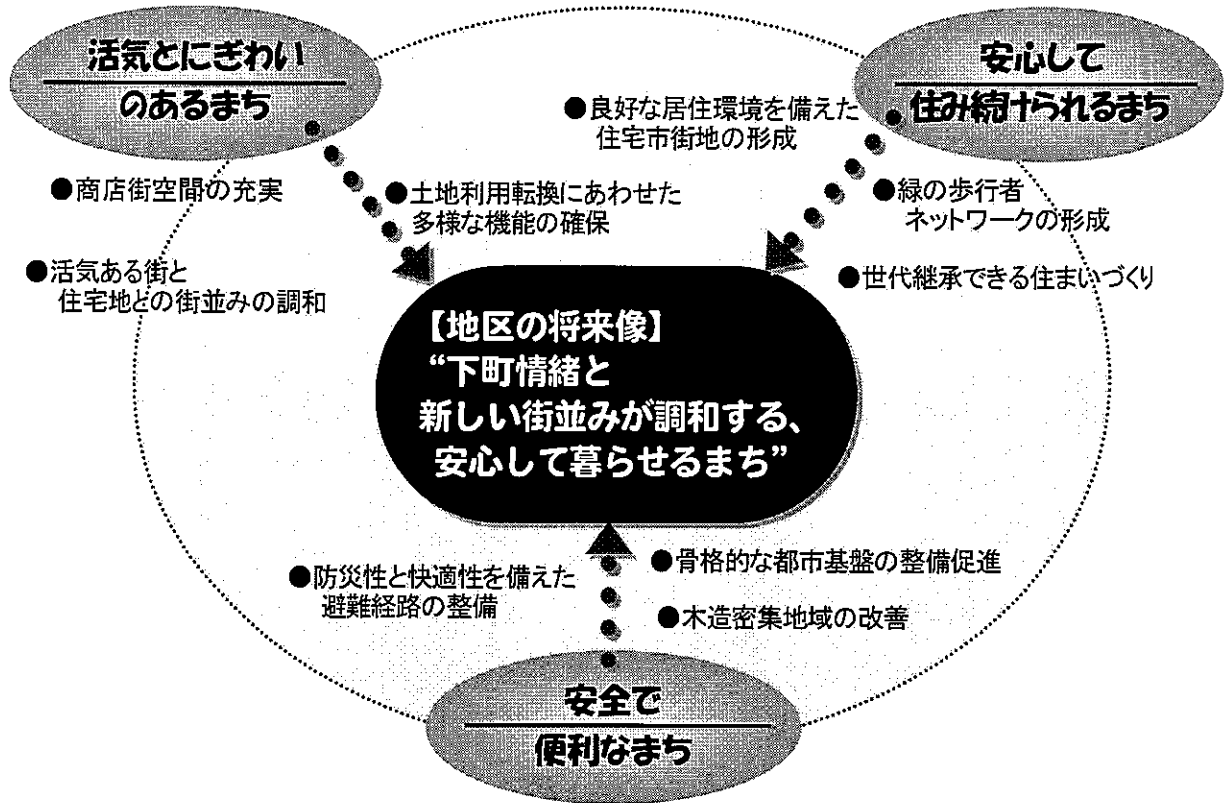 活気とにぎわい
のあるまち
安心して
住み続けられるまち
●良好な居住環境を備えた
住宅市街地の形成
●商店街空間の充実
●土地利用転換にあわせた
多様な機能の確保
●緑の歩行者
ネットワークの形成
●活気ある街と
住宅地との街並みの調和
●世代継承できる住まいづくり
【地区の将来像】
“下町情緒と
新しい街並みが調和する、
安心して暮らせるまち”
●防災性と快適性を備えた
避難経路の整備
●骨格的な都市基盤の整備促進
●木造密集地域の改善
安全で
便利なまち